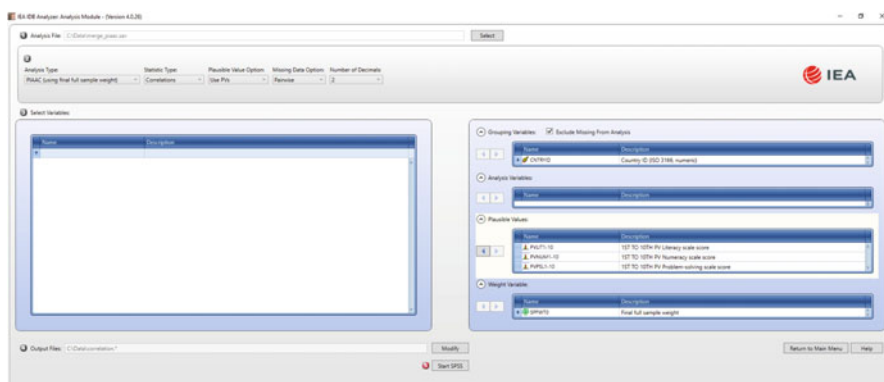 IEA IDB Analyzer Analysis Module - (Version 4.0.26)
Analysis File: C:\Data\merge_piaac.sav Select
Analysis Type: Statistic Type: Plausible Value Option: Missing Data Option: Number of Decimals:
PIAAC (using final full sample weight) Correlations Use PVs Pairwise 2
IEA
Select Variables:
Name Description
Grouping Variables: Exclude Missing From Analysis
Name Description
CNTRYID Country ID (ISO 3166, numeric)
Analysis Variables:
Name Description
Plausible Values:
Name Description
PVLIT1-10 1ST TO 10TH PV Literacy scale score
PVNUM1-10 1ST TO 10TH PV Numeracy scale score
PVPSL1-10 1ST TO 10TH PV Problem-solving scale score
Weight Variable:
Name Description
SPFWT0 Final full sample weight
Output Files: C:\Data\correlation.* Modify
Return to Main Menu Help
Start SPSS